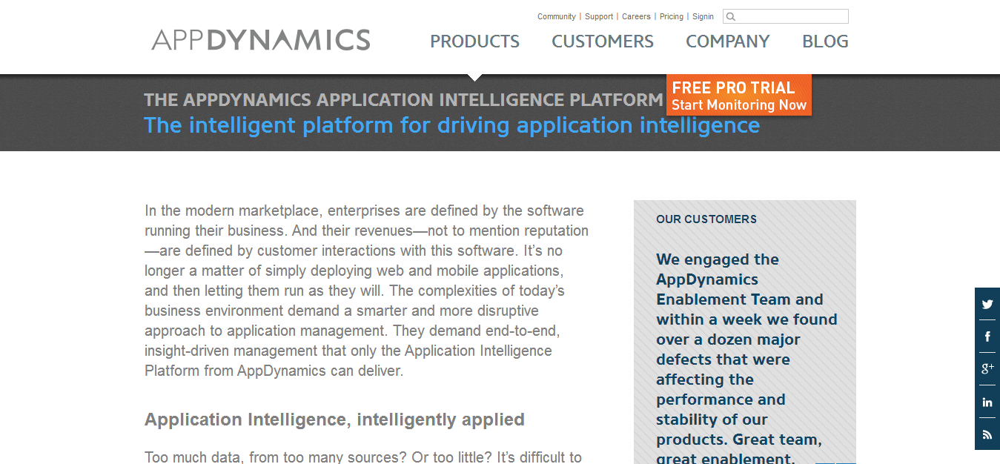 Community | Support | Careers | Pricing | Signin
APPDYNAMICS
PRODUCTS CUSTOMERS COMPANY BLOG
THE APPDYNAMICS APPLICATION INTELLIGENCE PLATFORM
The intelligent platform for driving application intelligence
FREE PRO TRIAL
Start Monitoring Now
In the modern marketplace, enterprises are defined by the software
running their business. And their revenues—not to mention reputation
—are defined by customer interactions with this software. It’s no
longer a matter of simply deploying web and mobile applications,
and then letting them run as they will. The complexities of today’s
business environment demand a smarter and more disruptive
approach to application management. They demand end-to-end,
insight-driven management that only the Application Intelligence
Platform from AppDynamics can deliver.
Application Intelligence, intelligently applied
Too much data, from too many sources? Or too little? It’s difficult to
OUR CUSTOMERS
We engaged the
AppDynamics
Enablement Team and
within a week we found
over a dozen major
defects that were
affecting the
performance and
stability of our
products. Great team,
great enablement.
f
g+
in